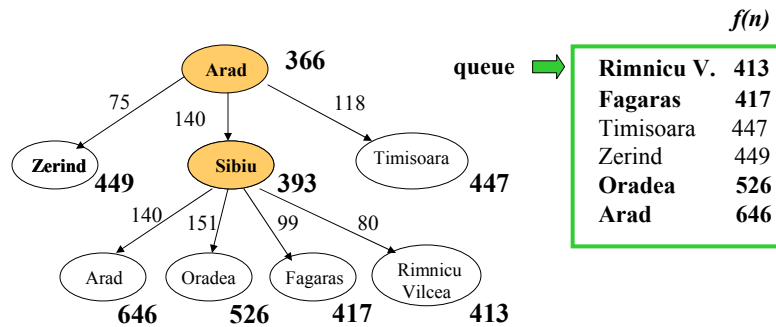 f(n)
Arad 366
queue
Rimnicu V. 413
Fagaras 417
Timisoara 447
Zerind 449
Oradea 526
Arad 646
75
140
118
Zerind
449
Sibiu
393
Timisoara
447
140
151
99
80
Arad
646
Oradea
526
Fagaras
417
Rimnicu
Vilcea
413